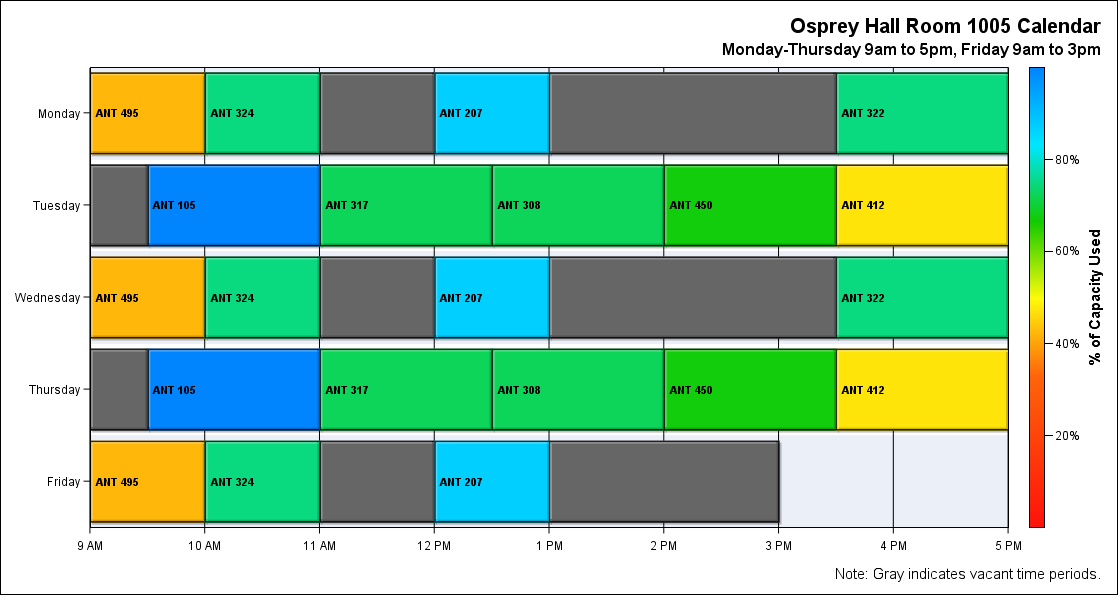 Osprey Hall Room 1005 Calendar
Monday-Thursday 9am to 5pm, Friday 9am to 3pm
Monday ANT 495 ANT 324 ANT 207 ANT 322
Tuesday ANT 105 ANT 317 ANT 308 ANT 450 ANT 412
Wednesday ANT 495 ANT 324 ANT 207 ANT 322
Thursday ANT 105 ANT 317 ANT 308 ANT 450 ANT 412
Friday ANT 495 ANT 324 ANT 207
9 AM 10 AM 11 AM 12 PM 1 PM 2 PM 3 PM 4 PM 5 PM
80%
60%
40%
20%
% of Capacity Used
Note: Gray indicates vacant time periods.